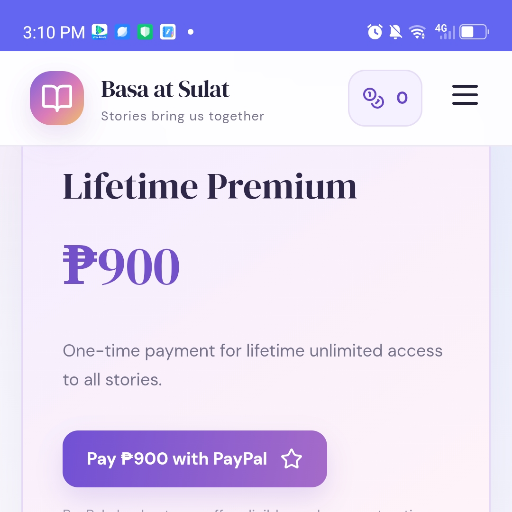 3:10 PM
4G
Basa at Sulat
Stories bring us together
0
Lifetime Premium
₱900
One-time payment for lifetime unlimited access
to all stories.
Pay ₱900 with PayPal